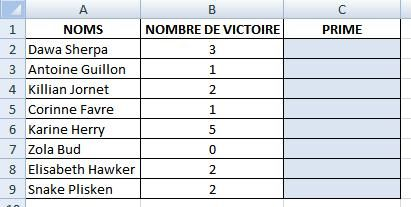 A B C
1 NOMS NOMBRE DE VICTOIRE PRIME
2 Dawa Sherpa 3
3 Antoine Guillon 1
4 Killian Jornet 2
5 Corinne Favre 1
6 Karine Herry 5
7 Zola Bud 0
8 Elisabeth Hawker 2
9 Snake Plisken 2